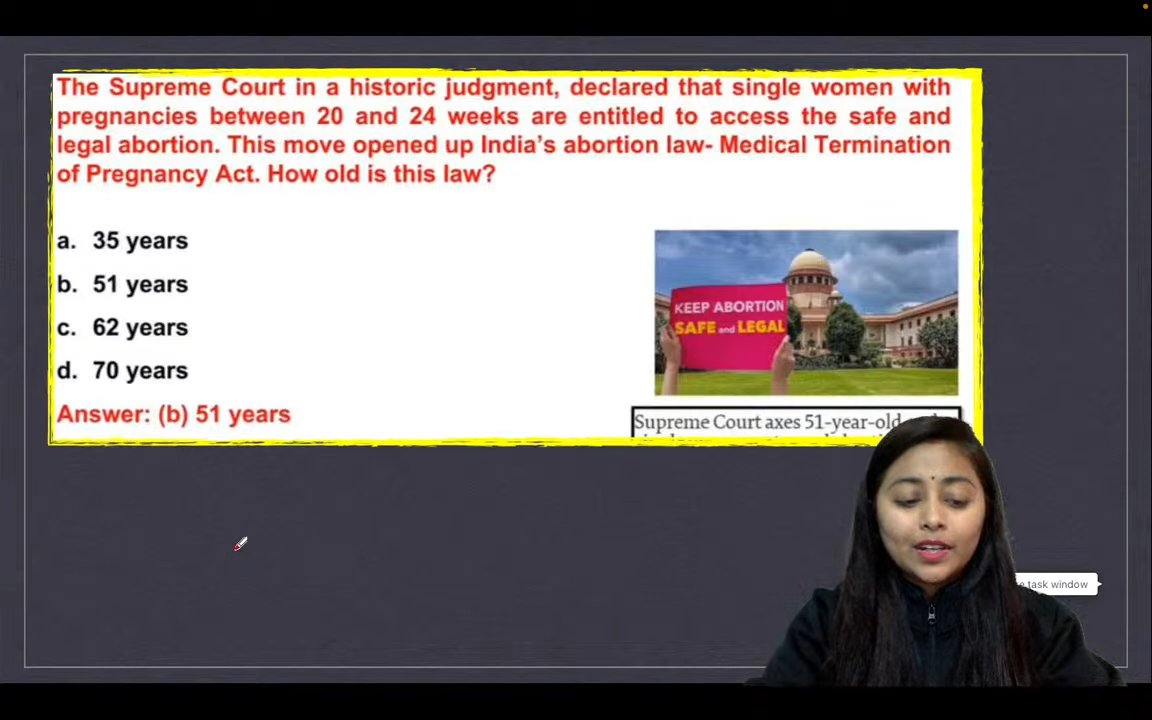 The Supreme Court in a historic judgment, declared that single women with
pregnancies between 20 and 24 weeks are entitled to access the safe and
legal abortion. This move opened up India’s abortion law- Medical Termination
of Pregnancy Act. How old is this law?
a. 35 years
b. 51 years
c. 62 years
d. 70 years
Answer: (b) 51 years
KEEP ABORTION
SAFE and LEGAL
Supreme Court axes 51-year-old
task window